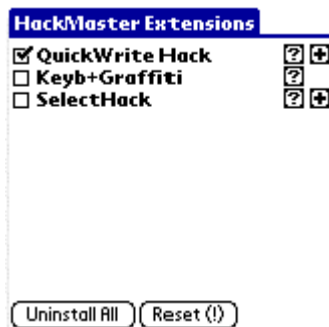 HackMaster Extensions
QuickWrite Hack ? +
Keyb+Graffiti ?
SelectHack ? +
Uninstall All Reset (!)